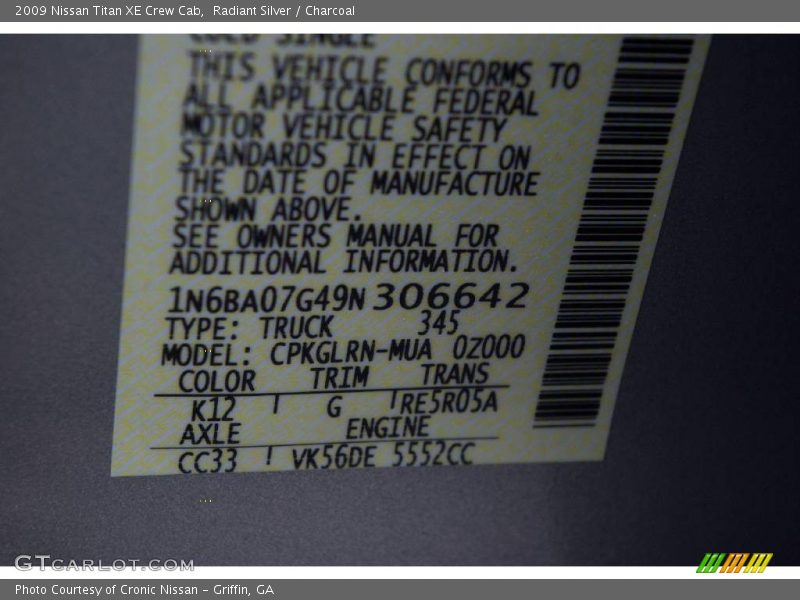 2009 Nissan Titan XE Crew Cab, Radiant Silver / Charcoal
COLD SINGLE
THIS VEHICLE CONFORMS TO
ALL APPLICABLE FEDERAL
MOTOR VEHICLE SAFETY
STANDARDS IN EFFECT ON
THE DATE OF MANUFACTURE
SHOWN ABOVE.
SEE OWNERS MANUAL FOR
ADDITIONAL INFORMATION.
1N6BA07G49N306642
TYPE: TRUCK 345
MODEL: CPKGLRN-MUA 0Z000
COLOR TRIM TRANS
K12 ! G !RE5R05A
AXLE ENGINE
CC33 ! VK56DE 5552CC
GTCARLOT.COM
Photo Courtesy of Cronic Nissan – Griffin, GA